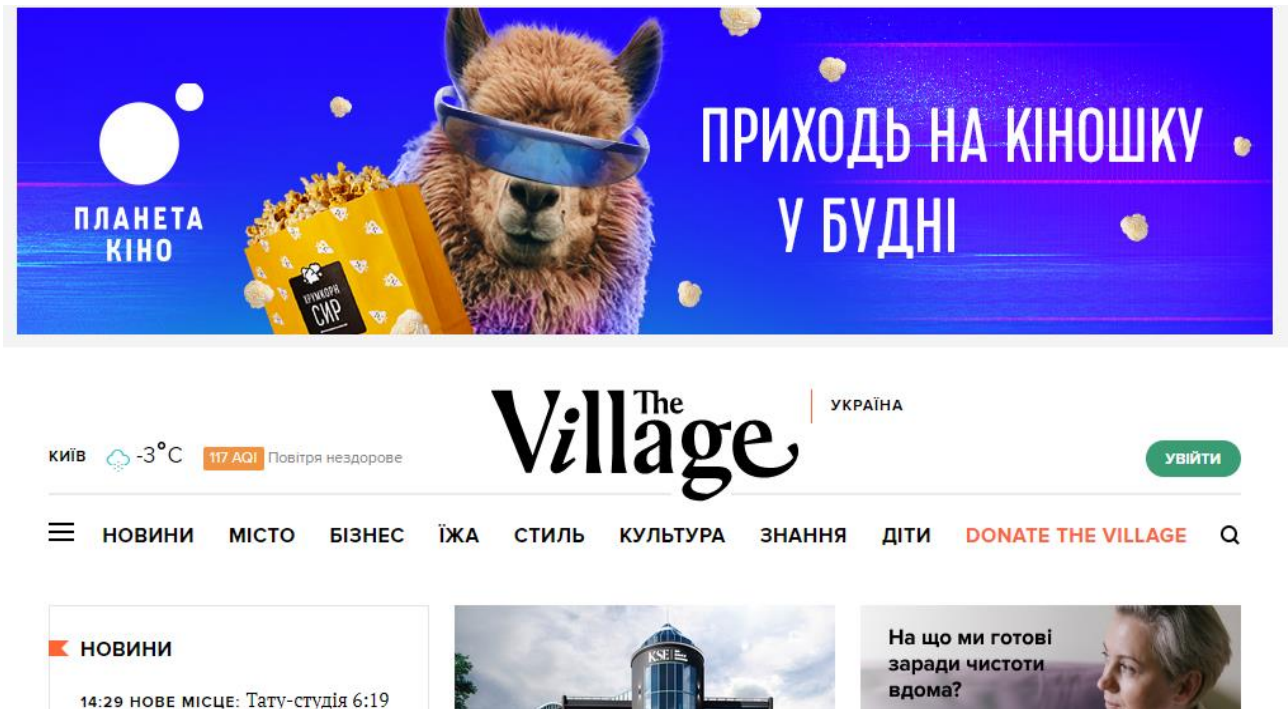 ПЛАНЕТА
КІНО
ХРУМКОРН
СИР
ПРИХОДЬ НА КІНОШКУ
У БУДНІ
The
Village
УКРАЇНА
КИЇВ -3°C 117 AQI Повітря нездорове
УВІЙТИ
НОВИНИ МІСТО БІЗНЕС ЇЖА СТИЛЬ КУЛЬТУРА ЗНАННЯ ДІТИ DONATE THE VILLAGE
НОВИНИ
14:29 НОВЕ МІСЦЕ: Тату-студія 6:19
KSE
На що ми готові
заради чистоти
вдома?